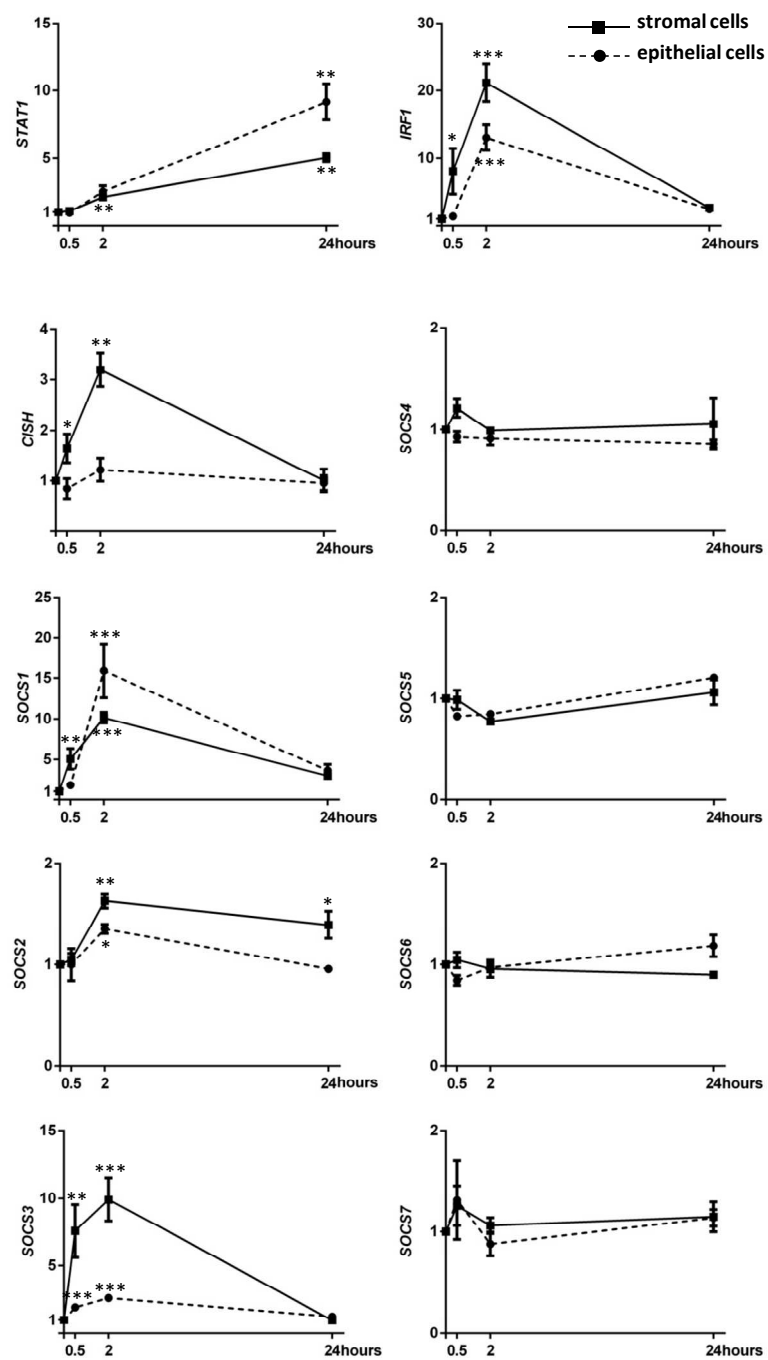 stromal cells
epithelial cells
15
10
5
1
STAT1
**
**
**
0.5 2 24hours
30
20
10
1
IRF1
***
*
***
0.5 2 24hours
4
3
2
1
CISH
**
*
0.5 2 24hours
2
1
0
SOCS4
0.5 2 24hours
25
20
15
10
5
1
SOCS1
***
**
***
0.5 2 24hours
2
1
0
SOCS5
0.5 2 24hours
2
1
0
SOCS2
**
*
*
0.5 2 24hours
2
1
0
SOCS6
0.5 2 24hours
15
10
5
1
SOCS3
***
**
***
***
0.5 2 24hours
2
1
0
SOCS7
0.5 2 24hours